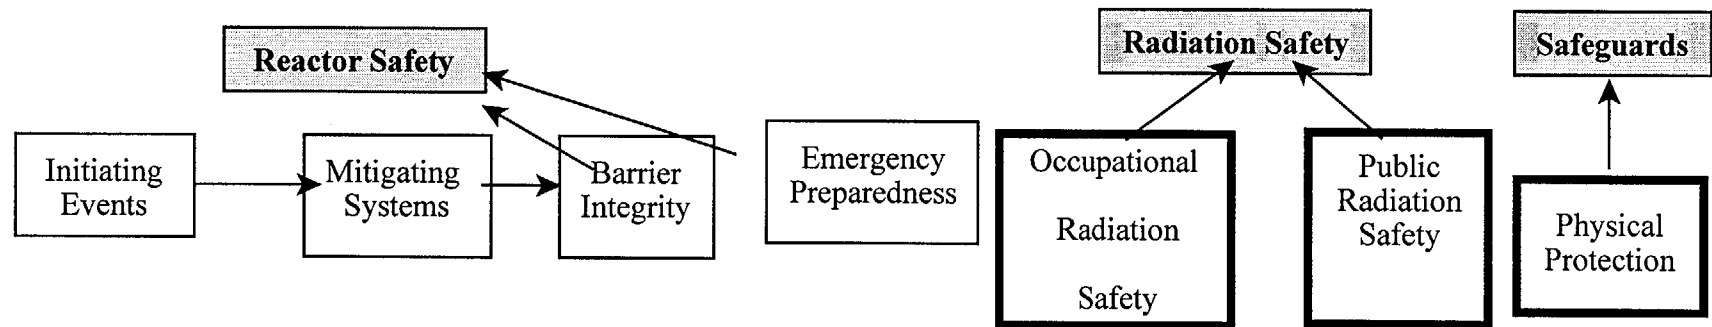 Reactor Safety
Radiation Safety
Safeguards
Initiating
Events
Mitigating
Systems
Barrier
Integrity
Emergency
Preparedness
Occupational
Radiation
Safety
Public
Radiation
Safety
Physical
Protection